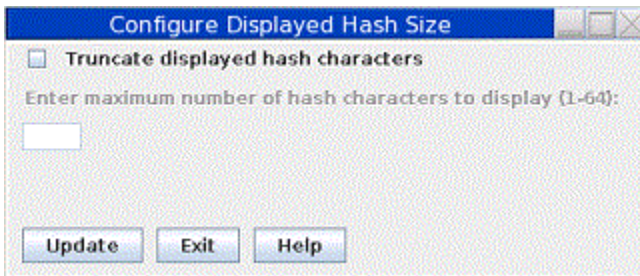 Configure Displayed Hash Size
Truncate displayed hash characters
Enter maximum number of hash characters to display (1-64):
Update Exit Help